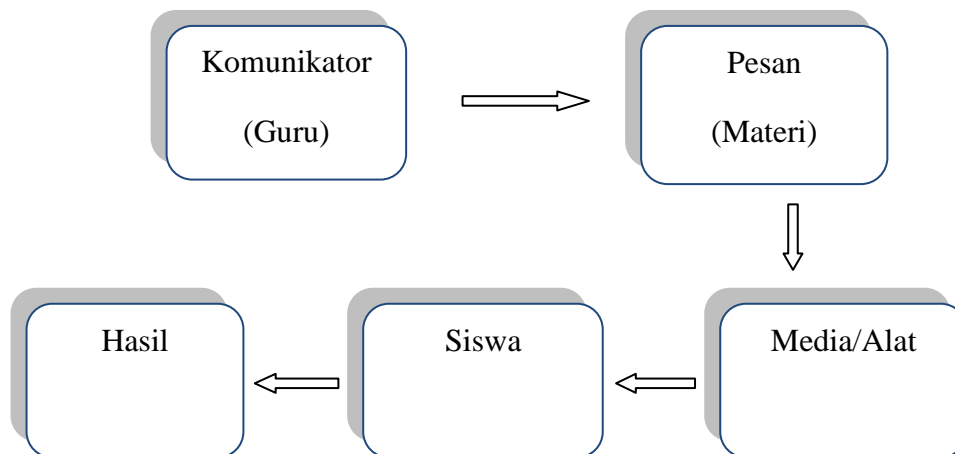 Komunikator
(Guru)
Pesan
(Materi)
Hasil
Siswa
Media/Alat